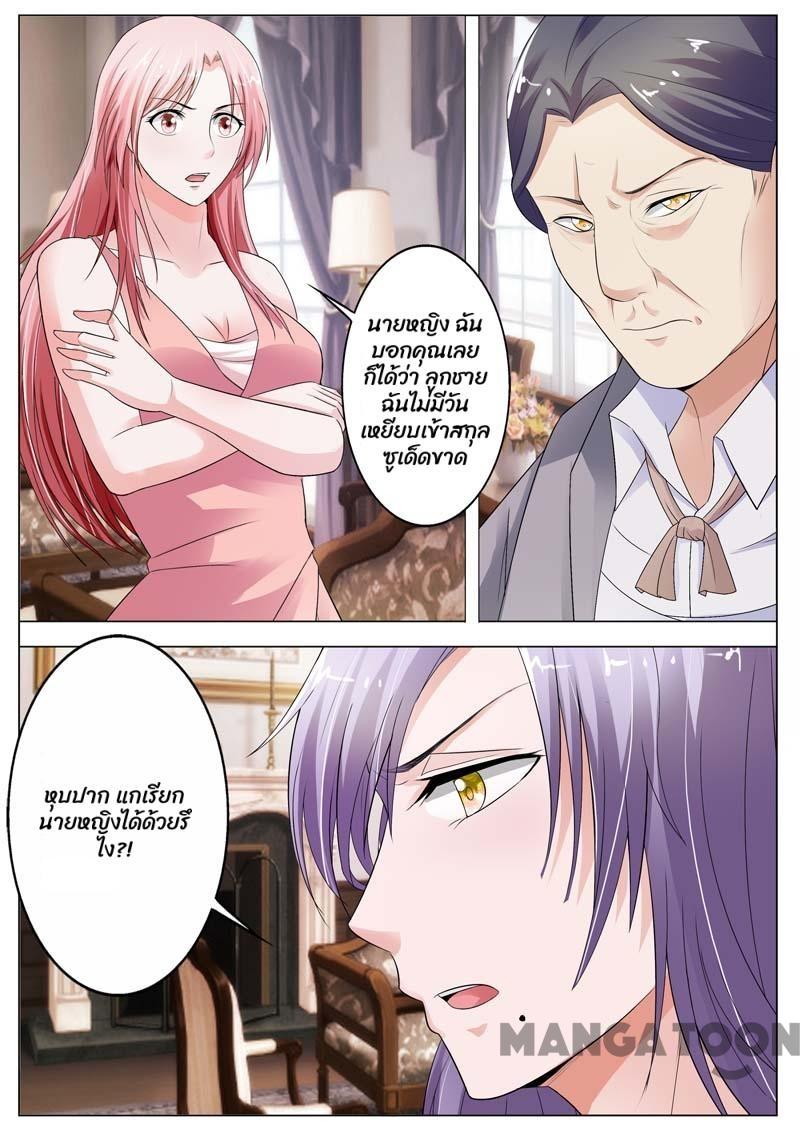 นายหญิง ฉัน
บอกคุณเลย
ก็ได้ว่า ลูกชาย
ฉันไม่มีวัน
เหยียบเข้าสกุล
ซูเด็ดขาด
หุบปาก แกเรียก
นายหญิงได้ด้วยรึ
ไง?!
MANGATOON